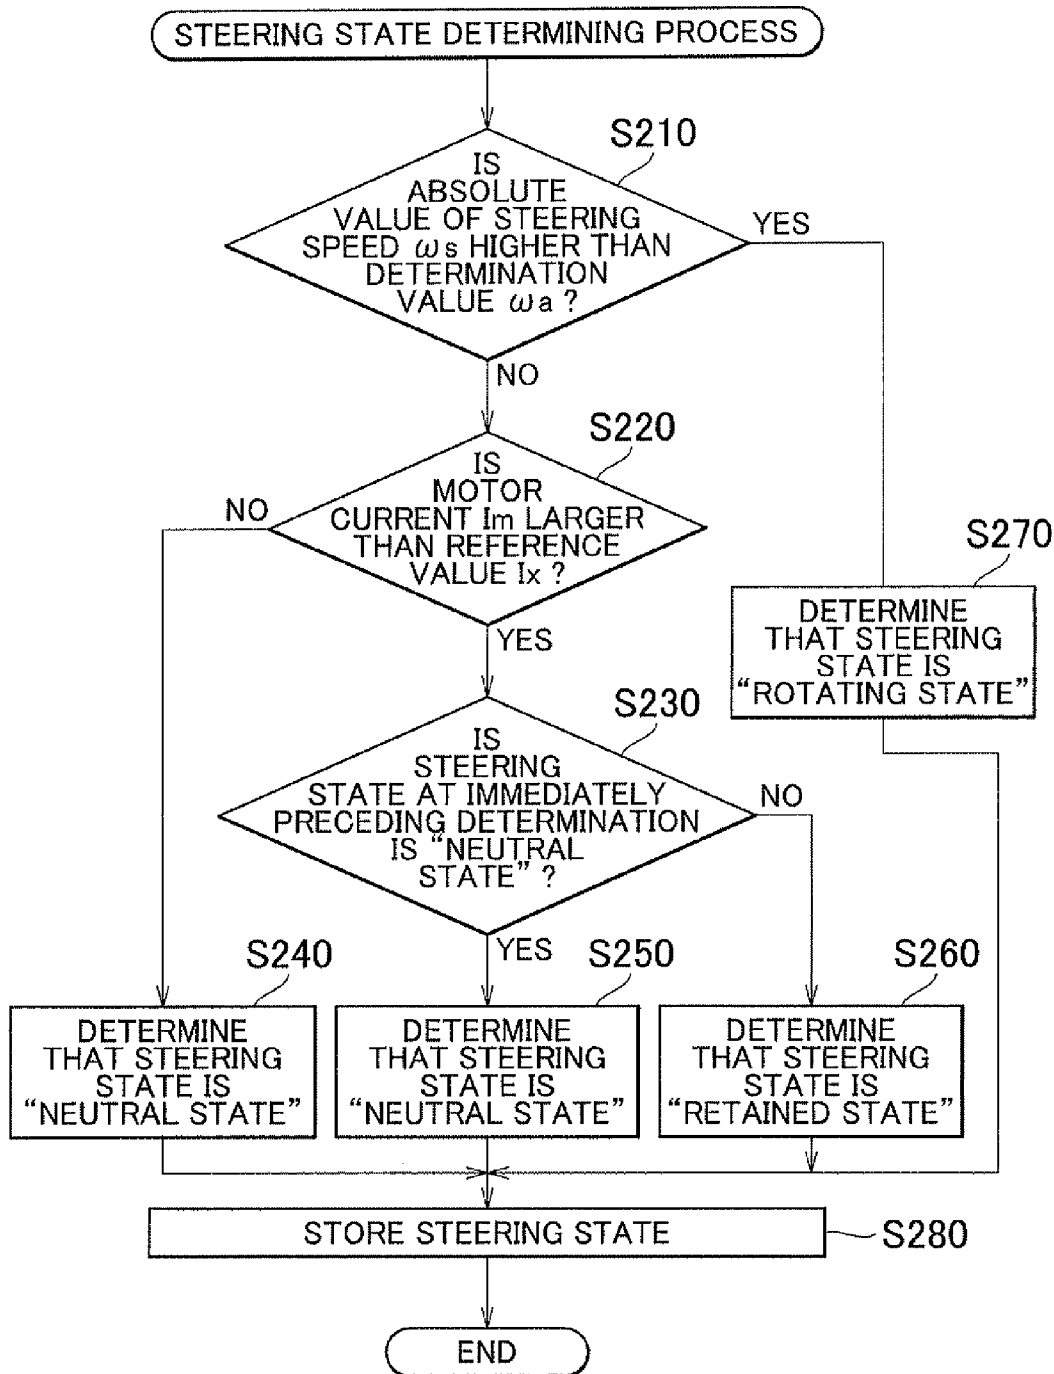 STEERING STATE DETERMINING PROCESS
S210
IS
ABSOLUTE
VALUE OF STEERING
SPEED ωs HIGHER THAN
DETERMINATION
VALUE ωa ?
YES
NO
S220
IS
MOTOR
CURRENT Im LARGER
THAN REFERENCE
VALUE Ix ?
NO
YES
S270
DETERMINE
THAT STEERING
STATE IS
“ROTATING STATE”
S230
IS
STEERING
STATE AT IMMEDIATELY
PRECEDING DETERMINATION
IS “NEUTRAL
STATE” ?
NO
YES
S240
DETERMINE
THAT STEERING
STATE IS
“NEUTRAL STATE”
S250
DETERMINE
THAT STEERING
STATE IS
“NEUTRAL STATE”
S260
DETERMINE
THAT STEERING
STATE IS
“RETAINED STATE”
STORE STEERING STATE
S280
END